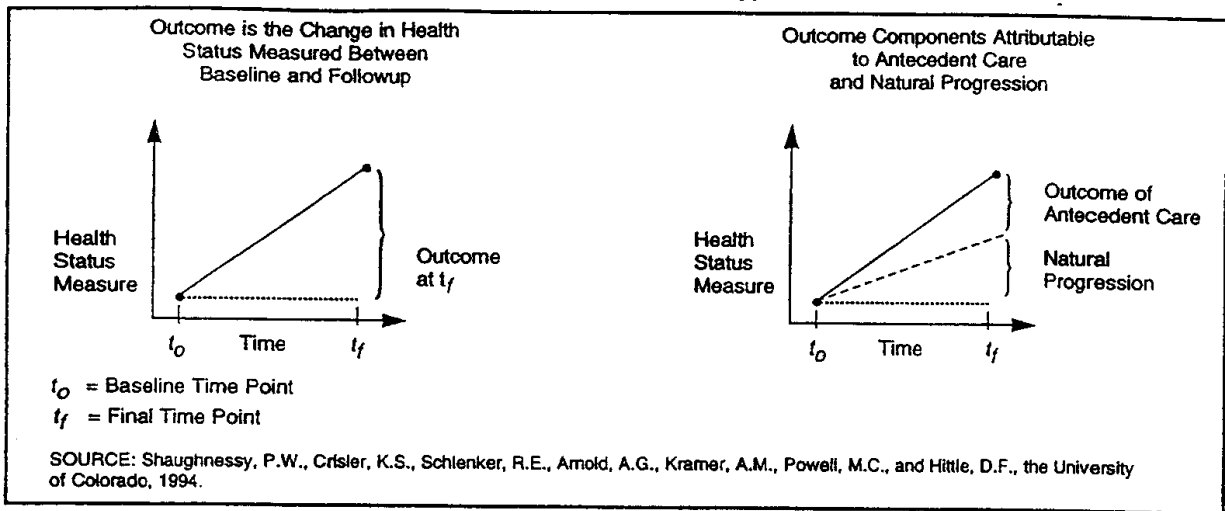 Outcome is the Change in Health
Status Measured Between
Baseline and Followup
Health
Status
Measure
Outcome
at tf
to
Time
tf
to = Baseline Time Point
tf = Final Time Point
Outcome Components Attributable
to Antecedent Care
and Natural Progression
Health
Status
Measure
Outcome of
Antecedent Care
Natural
Progression
to
Time
tf
SOURCE: Shaughnessy, P.W., Crisler, K.S., Schlenker, R.E., Arnold, A.G., Kramer, A.M., Powell, M.C., and Hittle, D.F., the University
of Colorado, 1994.